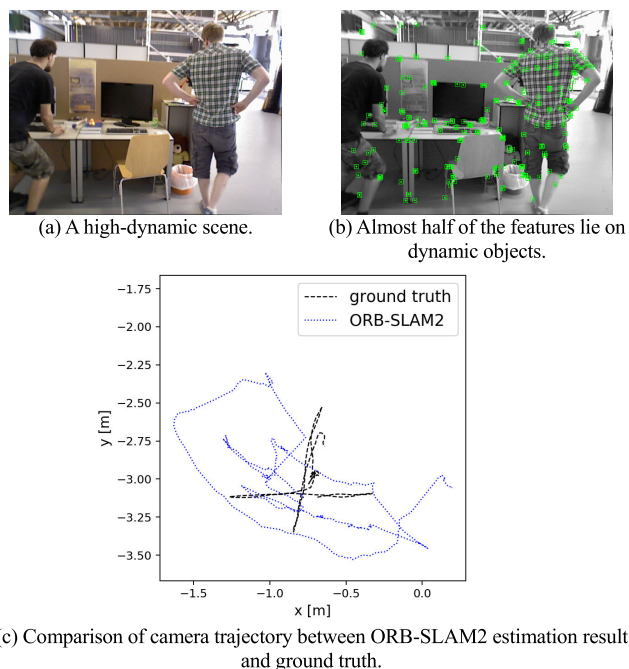 (a) A high-dynamic scene.
(b) Almost half of the features lie on
dynamic objects.
ground truth
ORB-SLAM2
−1.75
−2.00
−2.25
−2.50
−2.75
−3.00
−3.25
−3.50
y [m]
−1.5
−1.0
−0.5
0.0
x [m]
(c) Comparison of camera trajectory between ORB-SLAM2 estimation result
and ground truth.